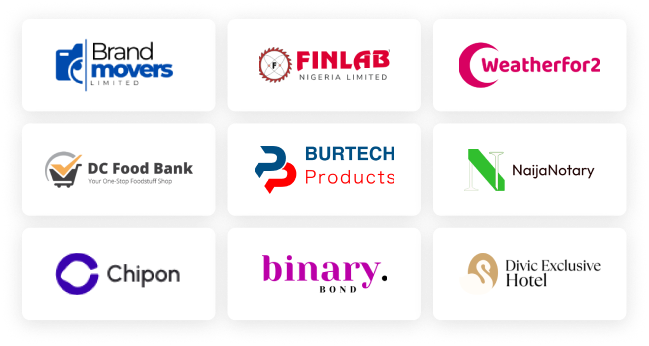 Brand
movers
LIMITED
F
FINLAB
NIGERIA LIMITED
Weatherfor2
DC Food Bank
Your One-Stop Foodstuff Shop
BURTECH
Products
N
NaijaNotary
Chipon
binary.
BOND
Divic Exclusive
Hotel